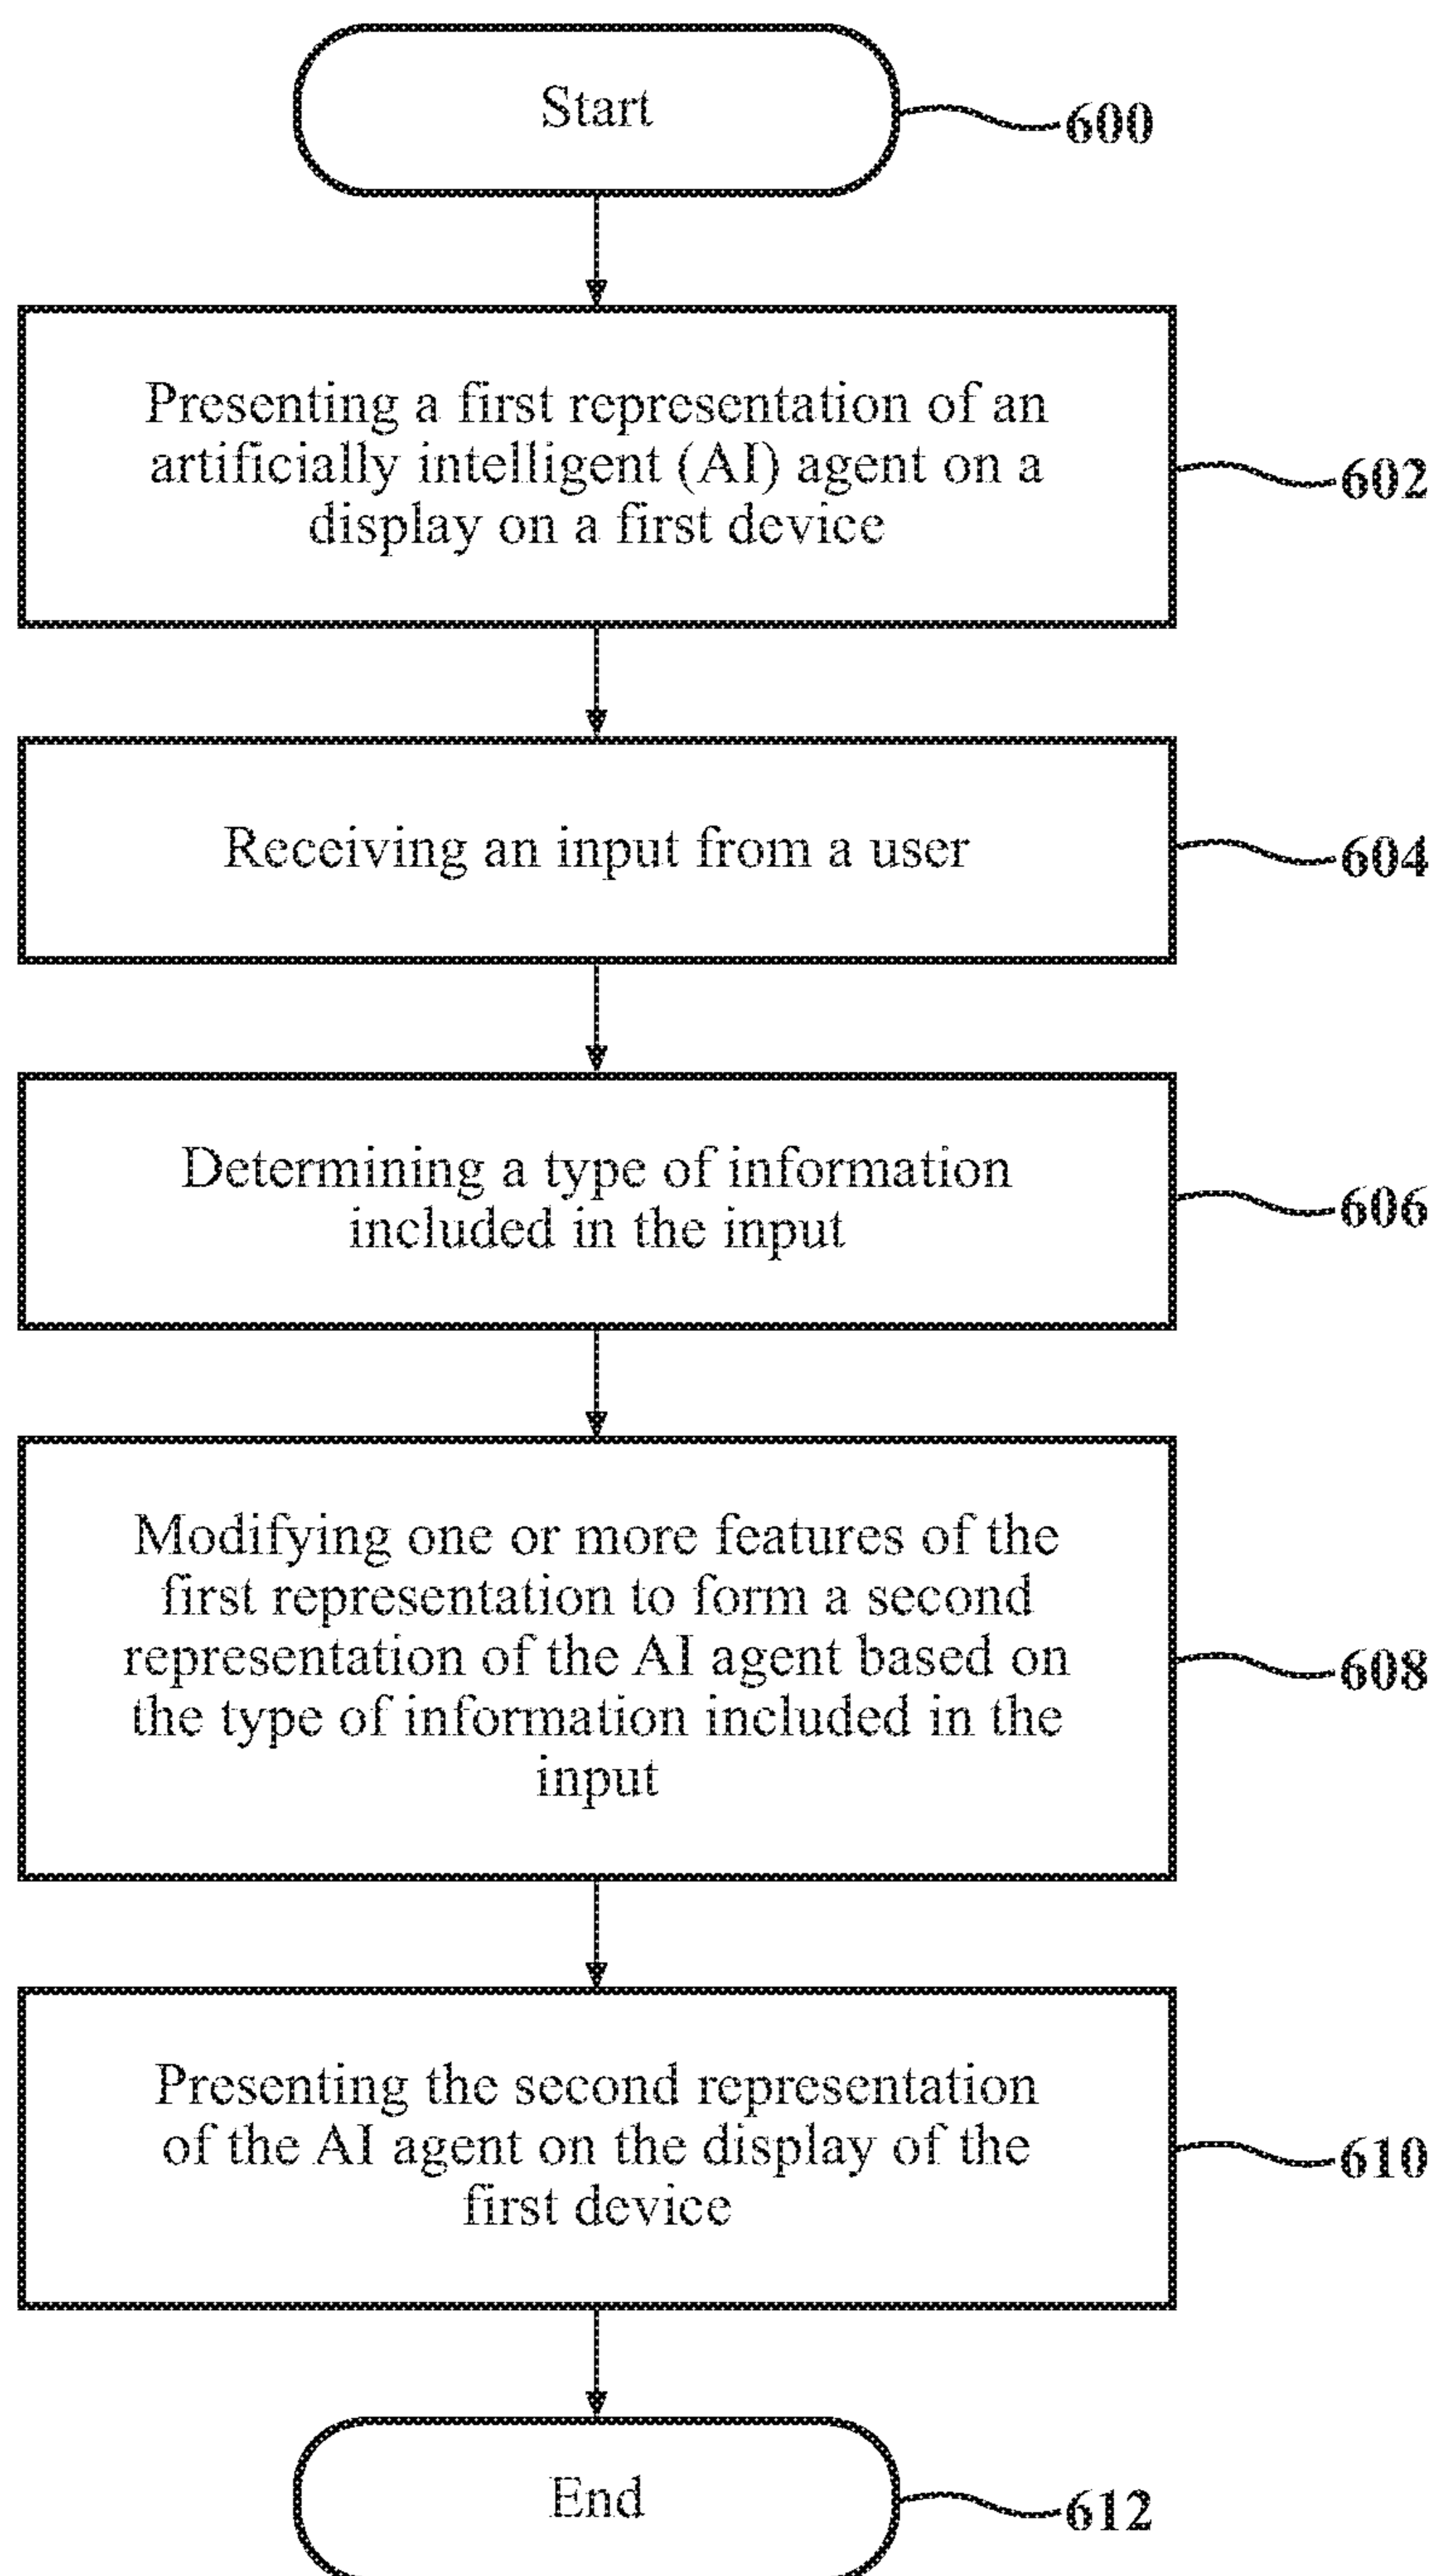 Start
600
Presenting a first representation of an
artificially intelligent (AI) agent on a
display on a first device
602
Receiving an input from a user
604
Determining a type of information
included in the input
606
Modifying one or more features of the
first representation to form a second
representation of the AI agent based on
the type of information included in the
input
608
Presenting the second representation
of the AI agent on the display of the
first device
610
End
612